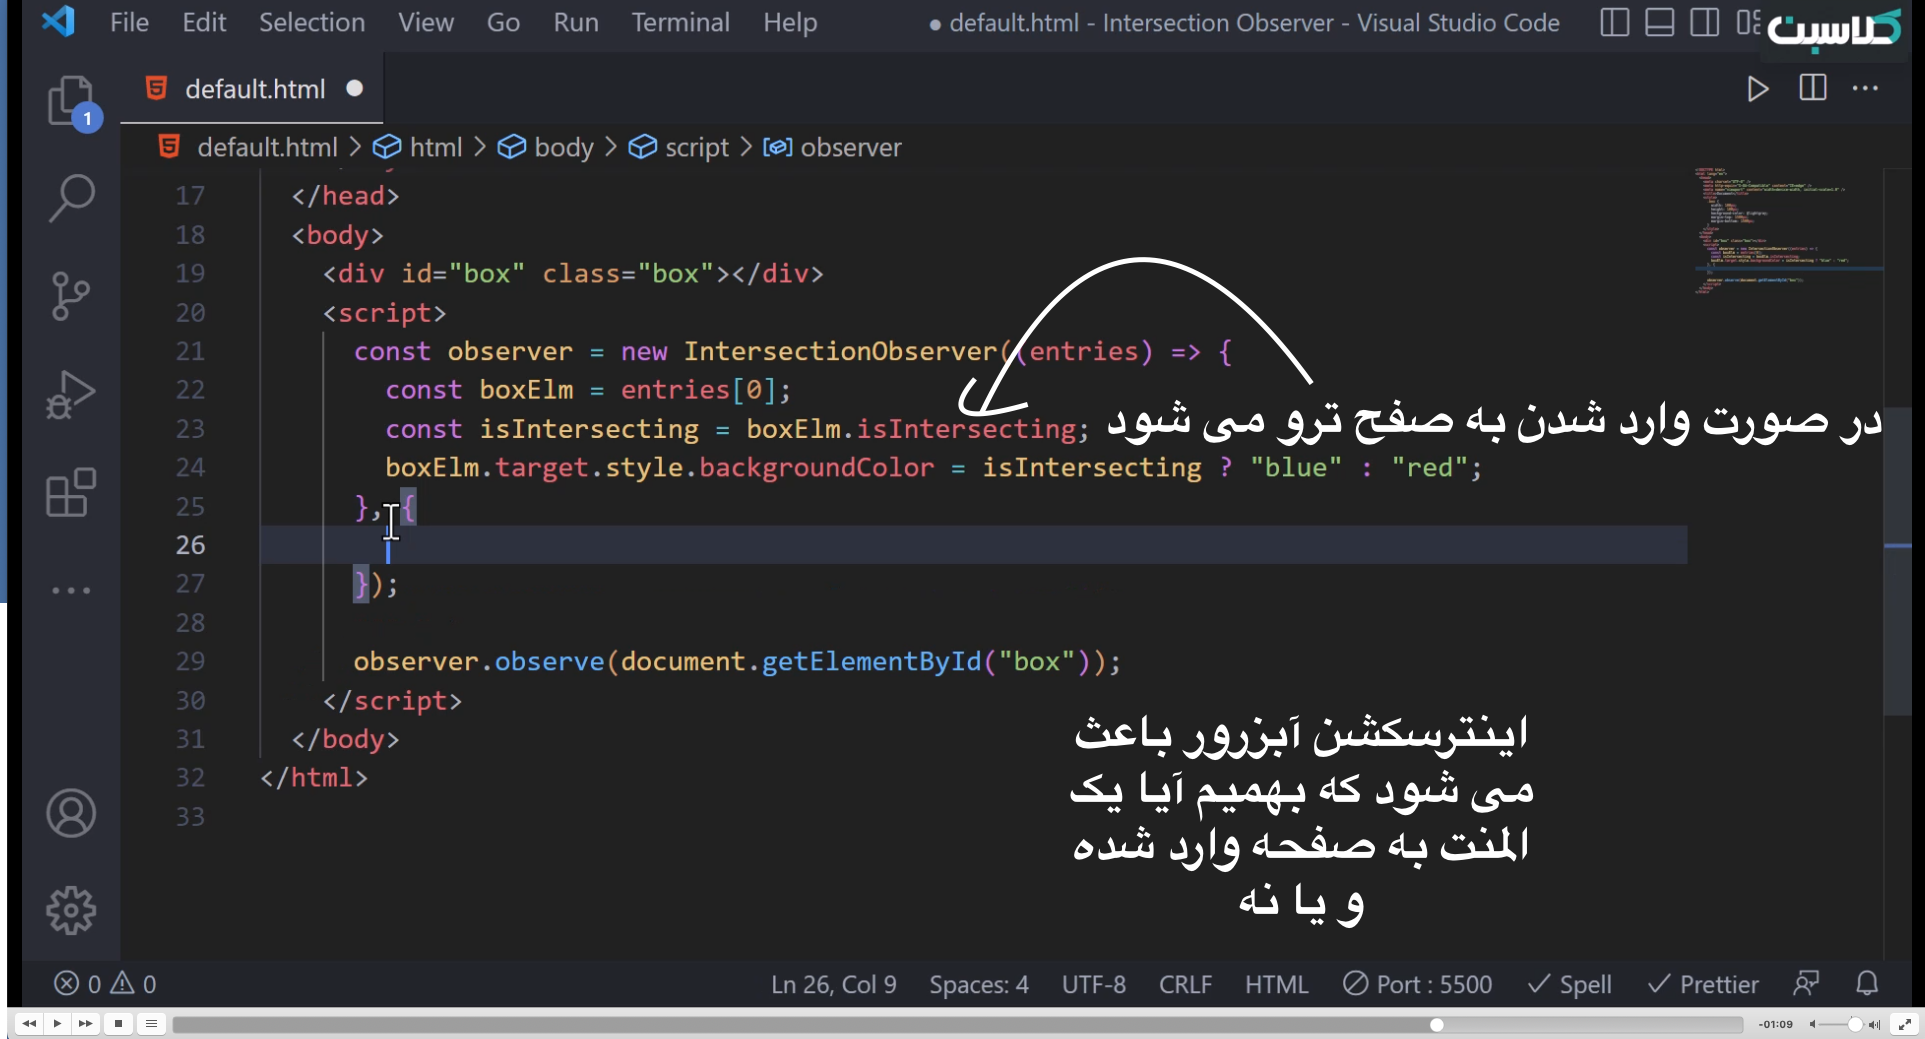 File Edit Selection View Go Run Terminal Help
● default.html - Intersection Observer - Visual Studio Code
کلاسبن
default.html ●
1
default.html > html > body > script > observer
17 </head>
18 <body>
19 <div id="box" class="box"></div>
20 <script>
21 const observer = new IntersectionObserver((entries) => {
22 const boxElm = entries[0];
23 const isIntersecting = boxElm.isIntersecting;
در صورت وارد شدن به صفح ترو می شود
24 boxElm.target.style.backgroundColor = isIntersecting ? "blue" : "red";
25 }, {
26
27 });
28
29 observer.observe(document.getElementById("box"));
30 </script>
31 </body>
32 </html>
33
اینترسکشن آبزرور باعث
می شود که بهمیم آیا یک
المنت به صفحه وارد شده
و یا نه
0 0
Ln 26, Col 9 Spaces: 4 UTF-8 CRLF HTML Port : 5500 Spell Prettier
-01:09